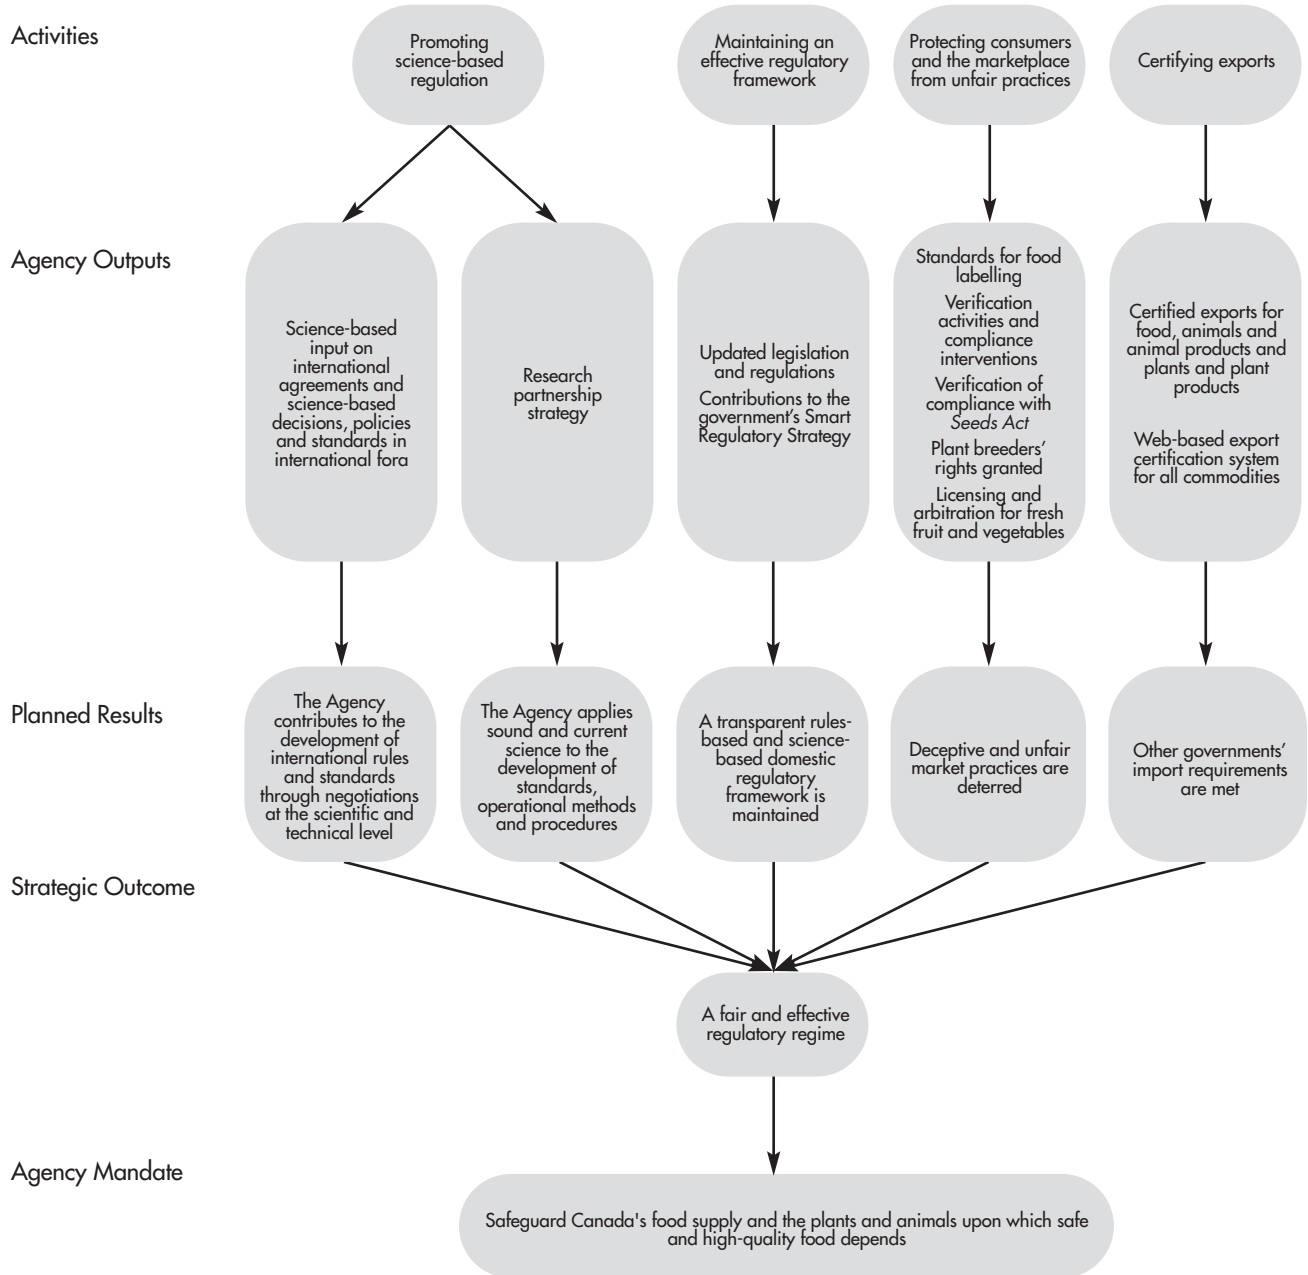 Activities
Promoting
science-based
regulation
Maintaining an
effective regulatory
framework
Protecting consumers
and the marketplace
from unfair practices
Certifying exports
Agency Outputs
Science-based
input on
international
agreements and
science-based
decisions, policies
and standards in
international fora
Research
partnership
strategy
Updated legislation
and regulations
Contributions to the
government’s Smart
Regulatory Strategy
Standards for food
labelling
Verification
activities and
compliance
interventions
Verification of
compliance with
Seeds Act
Plant breeders’
rights granted
Licensing and
arbitration for fresh
fruit and vegetables
Certified exports for
food, animals and
animal products and
plants and plant
products
Web-based export
certification system
for all commodities
Planned Results
The Agency
contributes to the
development of
international rules
and standards
through negotiations
at the scientific and
technical level
The Agency applies
sound and current
science to the
development of
standards,
operational methods
and procedures
A transparent rules-
based and science-
based domestic
regulatory
framework is
maintained
Deceptive and unfair
market practices are
deterred
Other governments’
import requirements
are met
Strategic Outcome
A fair and effective
regulatory regime
Agency Mandate
Safeguard Canada's food supply and the plants and animals upon which safe
and high-quality food depends